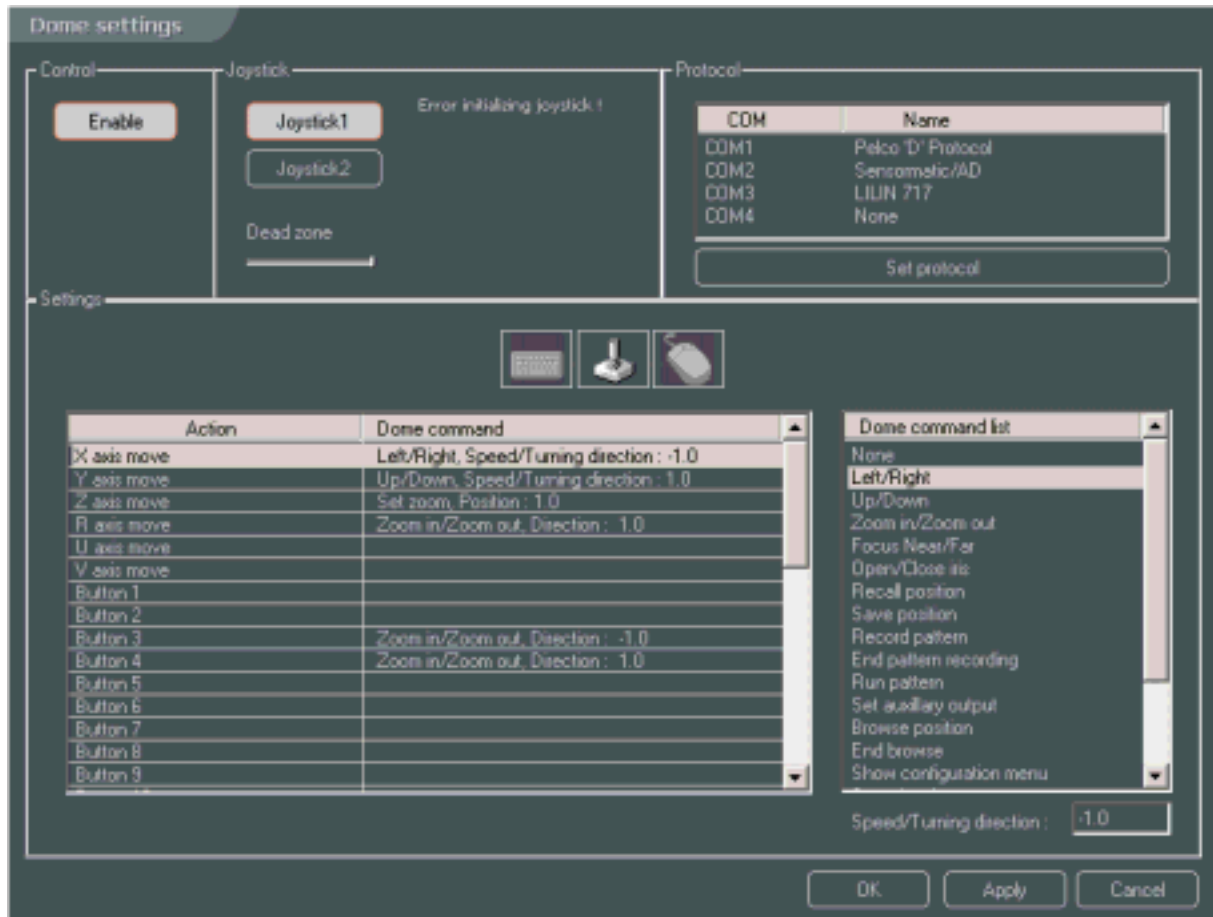 Dome settings
Control
Enable
Joystick
Joystick1
Joystick2
Error initializing joystick !
Dead zone
Protocol
COM Name
COM1 Pelco 'D' Protocol
COM2 Sensormatic/AD
COM3 LILIN 717
COM4 None
Set protocol
Settings
Action Dome command
X axis move Left/Right, Speed/Turning direction : -1.0
Y axis move Up/Down, Speed/Turning direction : 1.0
Z axis move Set zoom, Position : 1.0
R axis move Zoom in/Zoom out, Direction : 1.0
U axis move
V axis move
Button 1
Button 2
Button 3 Zoom in/Zoom out, Direction : -1.0
Button 4 Zoom in/Zoom out, Direction : 1.0
Button 5
Button 6
Button 7
Button 8
Button 9
Dome command list
None
Left/Right
Up/Down
Zoom in/Zoom out
Focus Near/Far
Open/Close iris
Recall position
Save position
Record pattern
End pattern recording
Run pattern
Set auxillary output
Browse position
End browse
Show configuration menu
Speed/Turning direction : -1.0
OK Apply Cancel